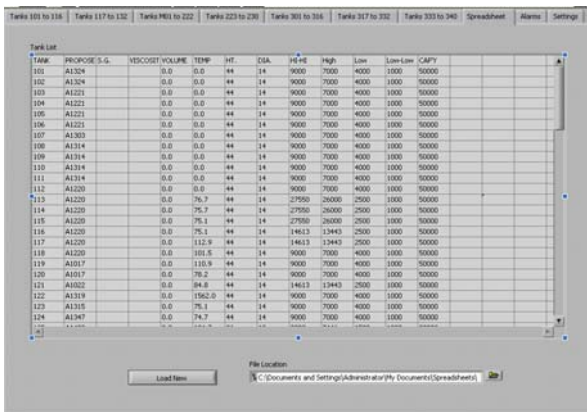 Tanks 101 to 116 Tanks 117 to 132 Tanks M01 to 222 Tanks 223 to 230 Tanks 301 to 316 Tanks 317 to 332 Tanks 333 to 340 Spreadsheet Alarms Settings
Tank List
TANK PROPOSE S.G. VISCOSIT VOLUME TEMP HT. DIA. HI-HI High Low Low-Low CAP'Y
101 A1324 0.0 0.0 44 14 9000 7000 4000 1000 50000
102 A1324 0.0 0.0 44 14 9000 7000 4000 1000 50000
103 A1221 0.0 0.0 44 14 9000 7000 4000 1000 50000
104 A1221 0.0 0.0 44 14 9000 7000 4000 1000 50000
105 A1221 0.0 0.0 44 14 9000 7000 4000 1000 50000
106 A1221 0.0 0.0 44 14 9000 7000 4000 1000 50000
107 A1303 0.0 0.0 44 14 9000 7000 4000 1000 50000
108 A1314 0.0 0.0 44 14 9000 7000 4000 1000 50000
109 A1314 0.0 0.0 44 14 9000 7000 4000 1000 50000
110 A1314 0.0 0.0 44 14 9000 7000 4000 1000 50000
111 A1314 0.0 0.0 44 14 9000 7000 4000 1000 50000
112 A1220 0.0 0.0 44 14 9000 7000 4000 1000 50000
113 A1220 0.0 76.7 44 14 27550 26000 2500 1000 50000
114 A1220 0.0 75.7 44 14 27550 26000 2500 1000 50000
115 A1220 0.0 75.1 44 14 27550 26000 2500 1000 50000
116 A1220 0.0 75.1 44 14 14613 13443 2500 1000 50000
117 A1220 0.0 112.9 44 14 14613 13443 2500 1000 50000
118 A1220 0.0 101.5 44 14 9000 7000 4000 1000 50000
119 A1017 0.0 110.9 44 14 9000 7000 4000 1000 50000
120 A1017 0.0 78.2 44 14 9000 7000 4000 1000 50000
121 A1022 0.0 84.8 44 14 14613 13443 2500 1000 50000
122 A1319 0.0 1562.0 44 14 9000 7000 4000 1000 50000
123 A1315 0.0 75.1 44 14 9000 7000 4000 1000 50000
124 A1347 0.0 74.7 44 14 9000 7000 4000 1000 50000
File Location
Load New C:\Documents and Settings\Administrator\My Documents\Spreadsheets\